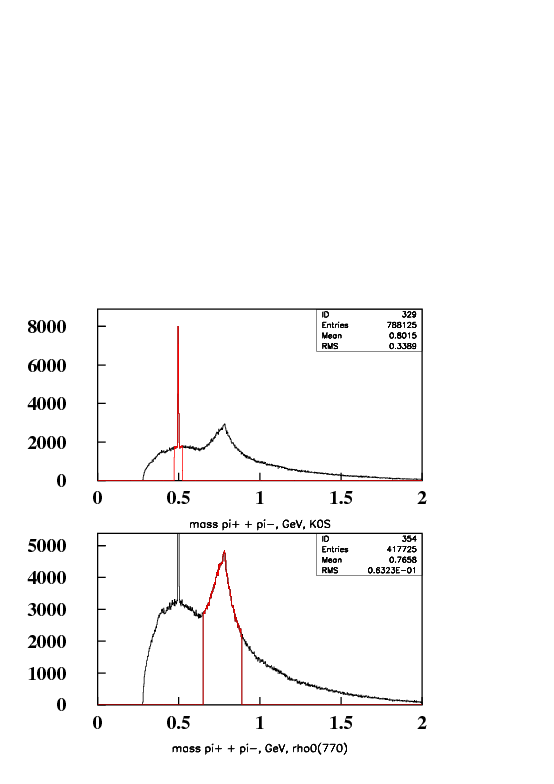 ID 329
Entries 788125
Mean 0.8015
RMS 0.3389
8000
6000
4000
2000
0
0 0.5 1 1.5 2
mass pi+ + pi-, GeV, K0S
ID 354
Entries 417725
Mean 0.7658
RMS 0.6323E-01
5000
4000
3000
2000
1000
0
0 0.5 1 1.5 2
mass pi+ + pi-, GeV, rho0(770)